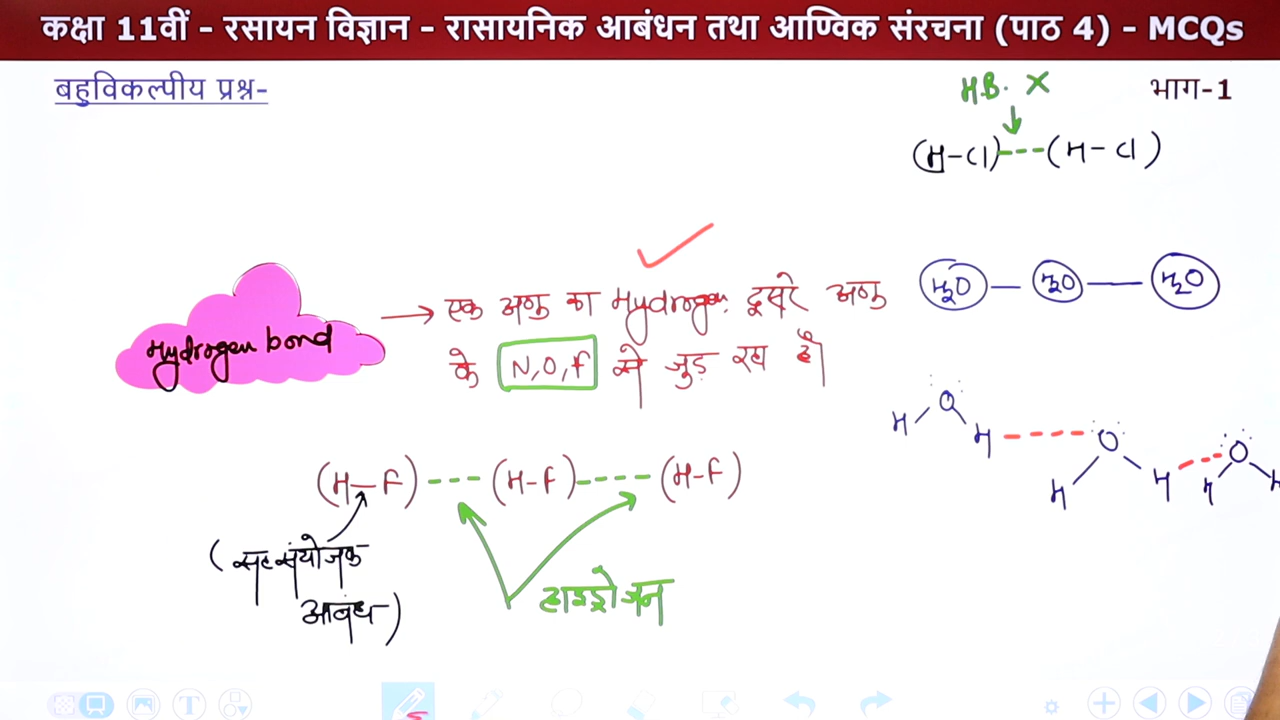 कक्षा 11वीं - रसायन विज्ञान - रासायनिक आबंधन तथा आण्विक संरचना (पाठ 4) - MCQs
बहुविकल्पीय प्रश्न-
भाग-1
H.B. X
(H-Cl)---(H-Cl)
H₂O — H₂O — H₂O
Hydrogen bond
→ एक अणु का Hydrogen दूसरे अणु
के N,O,F से जुड़ रहा है।
H O H ----- O H H --- O H H
(H-F) --- (H-F) ---- (H-F)
(सहसंयोजक
आबंध)
हाइड्रोजन